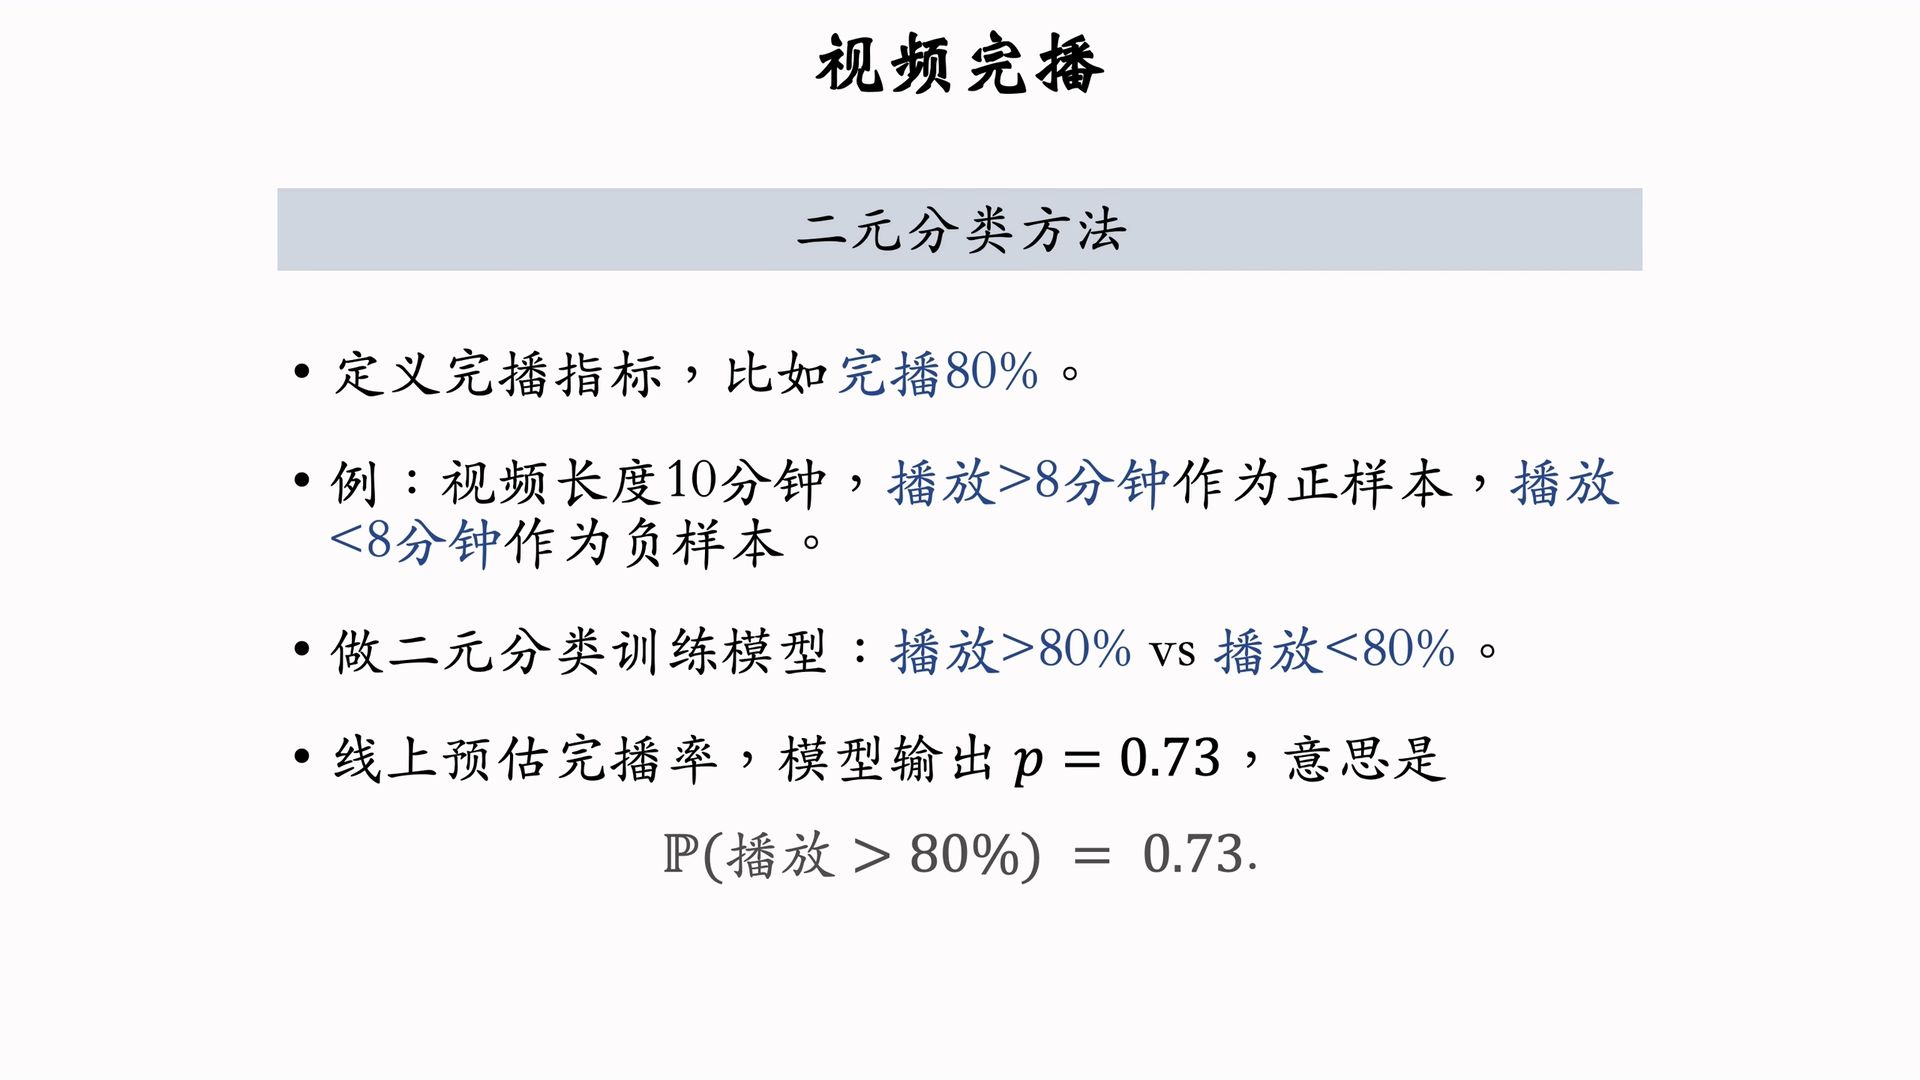 视频完播
二元分类方法
• 定义完播指标，比如完播80%。
• 例：视频长度10分钟，播放>8分钟作为正样本，播放
<8分钟作为负样本。
• 做二元分类训练模型：播放>80% vs 播放<80%。
• 线上预估完播率，模型输出 p = 0.73，意思是
ℙ(播放 > 80%) = 0.73.